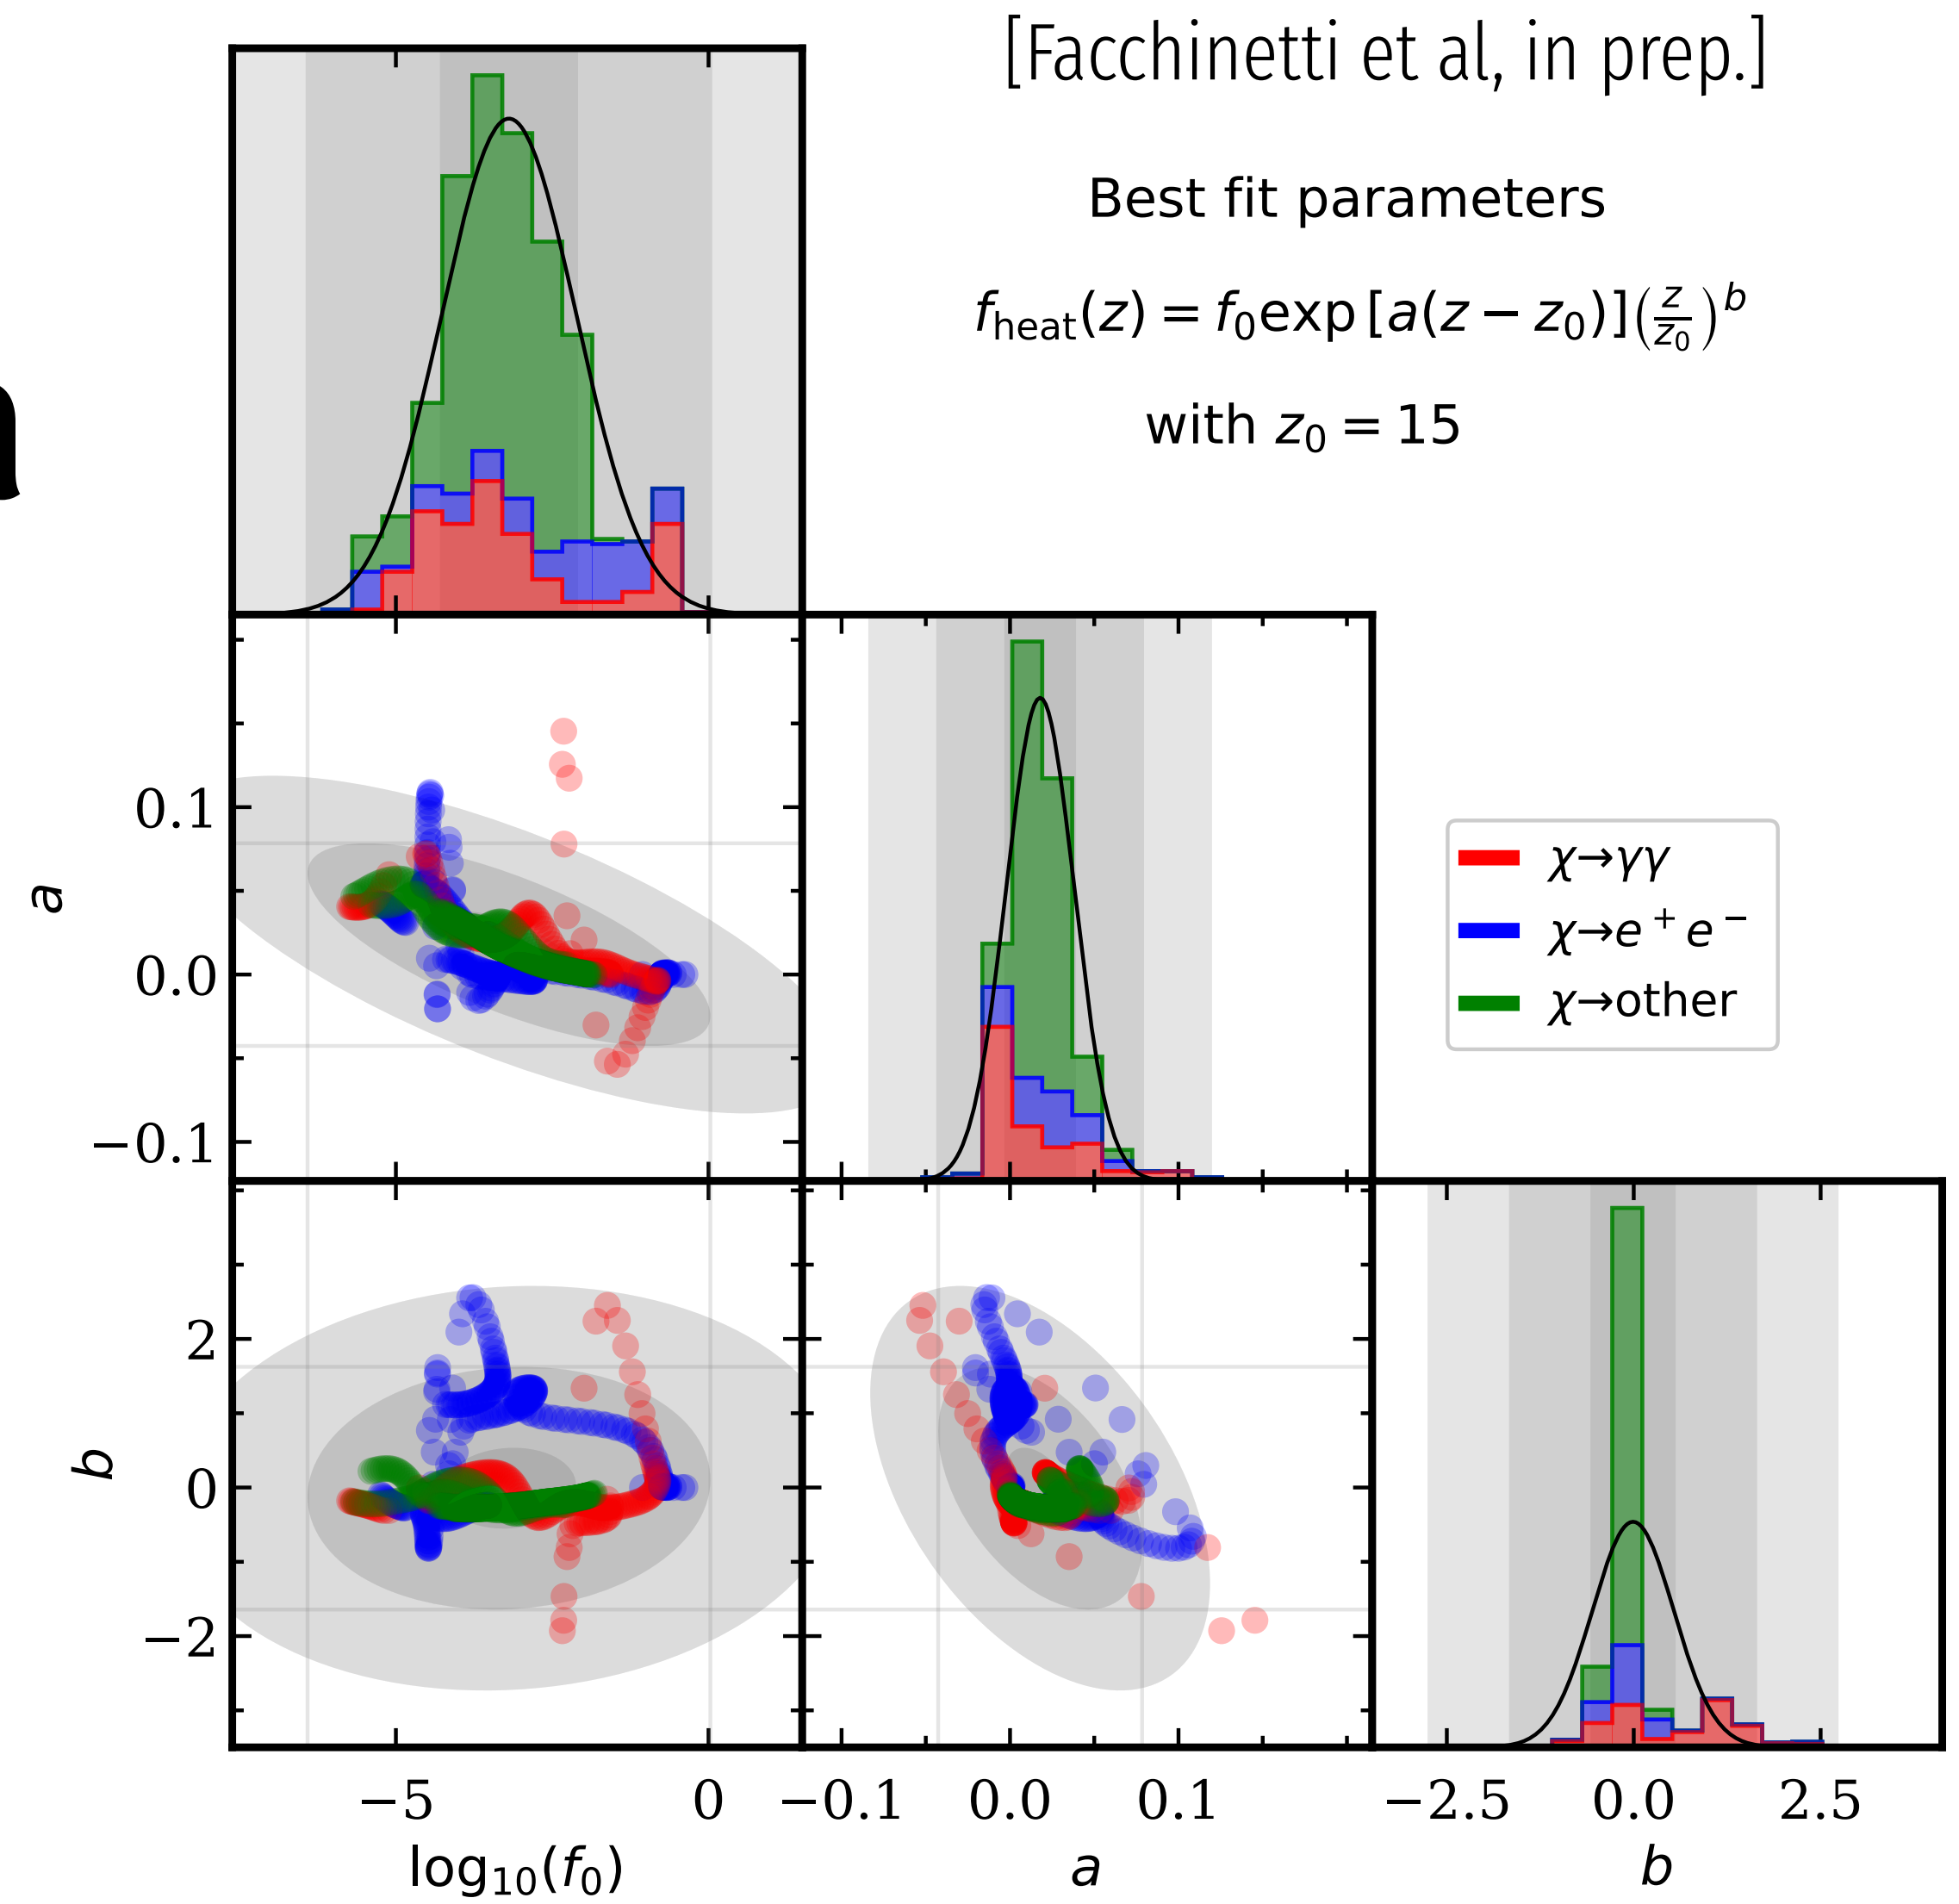 [Facchinetti et al, in prep.]
Best fit parameters
f_heat(z) = f_0 exp [a(z − z_0)] (z/z_0)^b
with z_0 = 15
0.1
0.0
−0.1
a
χ→γγ
χ→e⁺e⁻
χ→other
2
0
−2
b
−5 0 −0.1 0.0 0.1 −2.5 0.0 2.5
log₁₀(f₀) a b